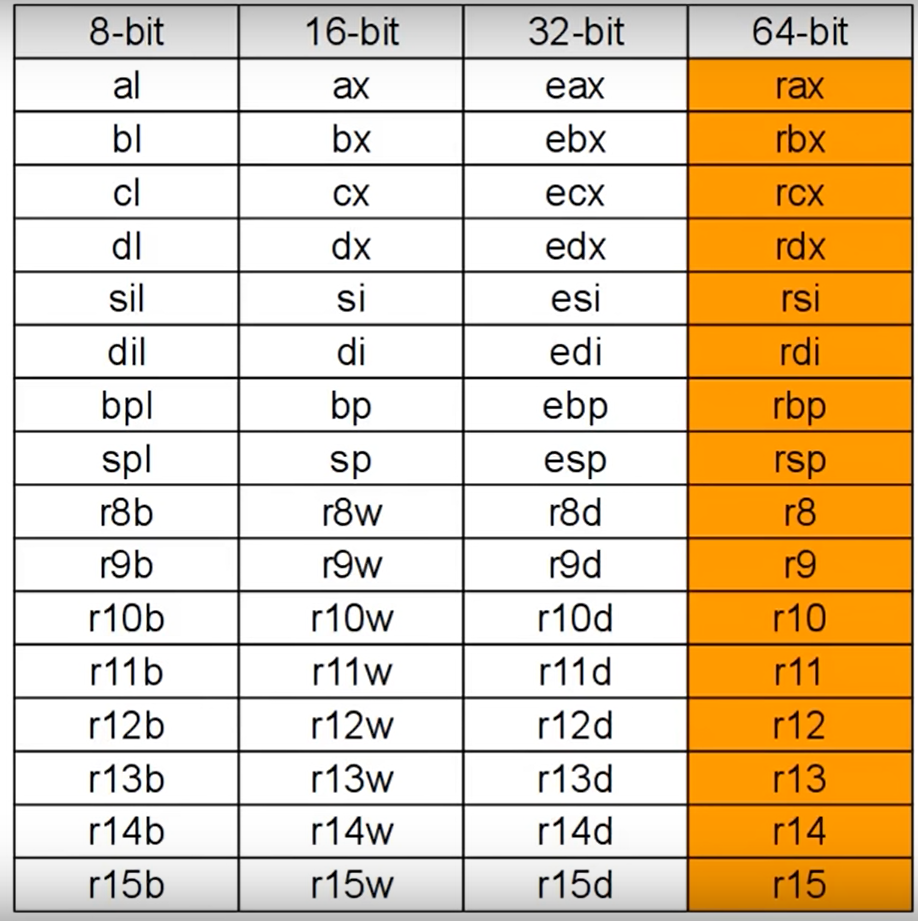 8-bit 16-bit 32-bit 64-bit
al ax eax rax
bl bx ebx rbx
cl cx ecx rcx
dl dx edx rdx
sil si esi rsi
dil di edi rdi
bpl bp ebp rbp
spl sp esp rsp
r8b r8w r8d r8
r9b r9w r9d r9
r10b r10w r10d r10
r11b r11w r11d r11
r12b r12w r12d r12
r13b r13w r13d r13
r14b r14w r14d r14
r15b r15w r15d r15